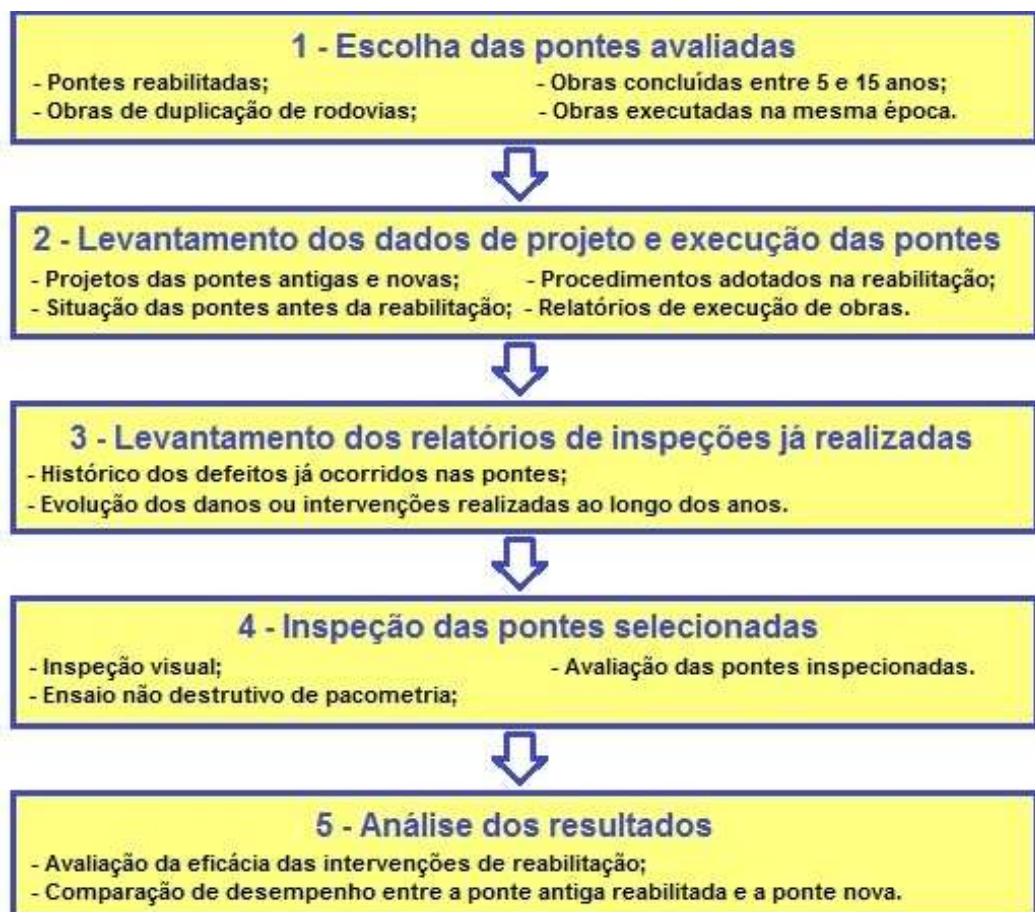 1 - Escolha das pontes avaliadas
- Pontes reabilitadas; - Obras concluídas entre 5 e 15 anos;
- Obras de duplicação de rodovias; - Obras executadas na mesma época.
2 - Levantamento dos dados de projeto e execução das pontes
- Projetos das pontes antigas e novas; - Procedimentos adotados na reabilitação;
- Situação das pontes antes da reabilitação; - Relatórios de execução de obras.
3 - Levantamento dos relatórios de inspeções já realizadas
- Histórico dos defeitos já ocorridos nas pontes;
- Evolução dos danos ou intervenções realizadas ao longo dos anos.
4 - Inspeção das pontes selecionadas
- Inspeção visual; - Avaliação das pontes inspecionadas.
- Ensaio não destrutivo de pacometria;
5 - Análise dos resultados
- Avaliação da eficácia das intervenções de reabilitação;
- Comparação de desempenho entre a ponte antiga reabilitada e a ponte nova.